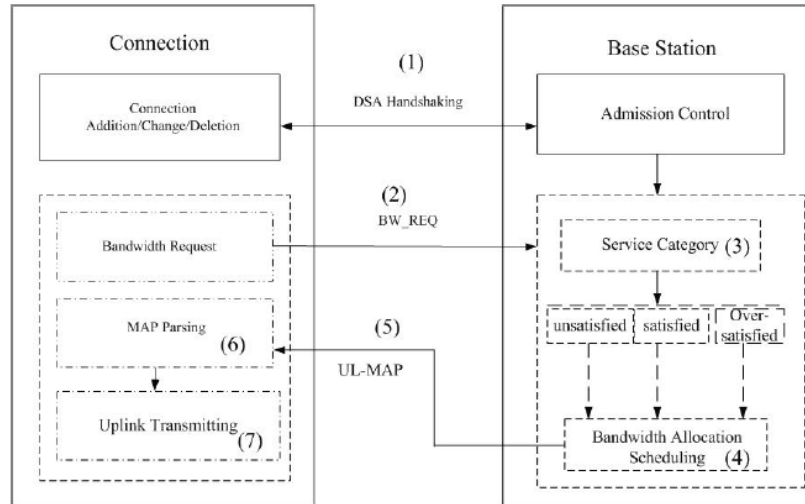 Connection
Base Station
(1)
DSA Handshaking
Connection
Addition/Change/Deletion
Admission Control
(2)
BW_REQ
Bandwidth Request
Service Category (3)
unsatisfied
satisfied
Over-
satisfied
MAP Parsing
(6)
(5)
UL-MAP
Uplink Transmitting
(7)
Bandwidth Allocation
Scheduling (4)